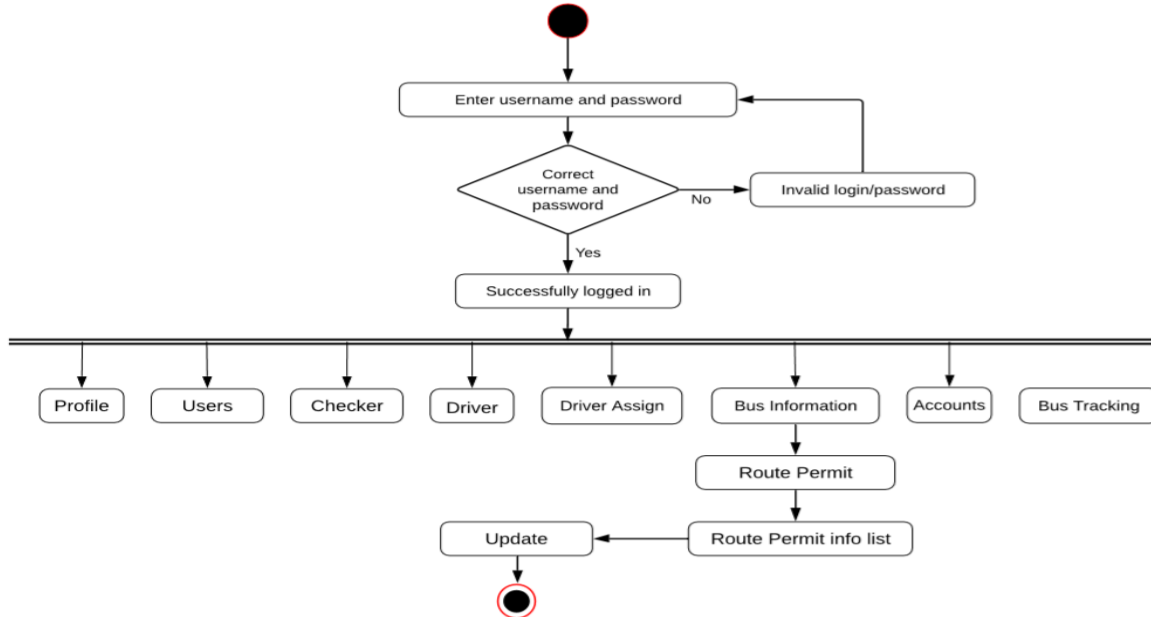 Enter username and password
Correct
username and
password
No
Invalid login/password
Yes
Successfully logged in
Profile
Users
Checker
Driver
Driver Assign
Bus Information
Accounts
Bus Tracking
Route Permit
Update
Route Permit info list